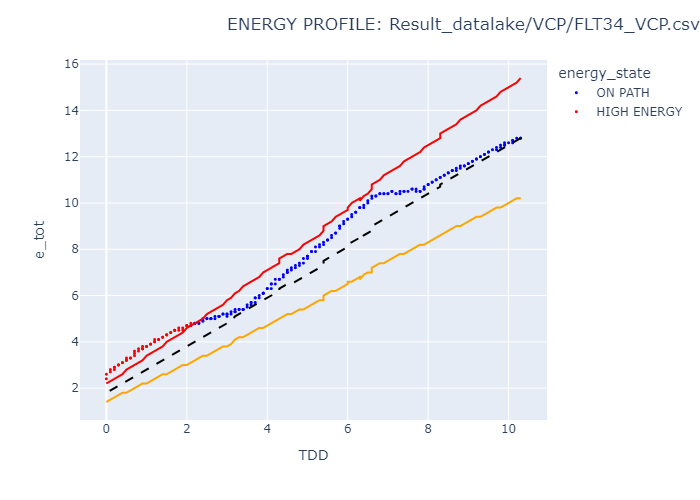 ENERGY PROFILE: Result_datalake/VCP/FLT34_VCP.csv
energy_state
ON PATH
HIGH ENERGY
e_tot
16
14
12
10
8
6
4
2
0
2
4
6
8
10
TDD